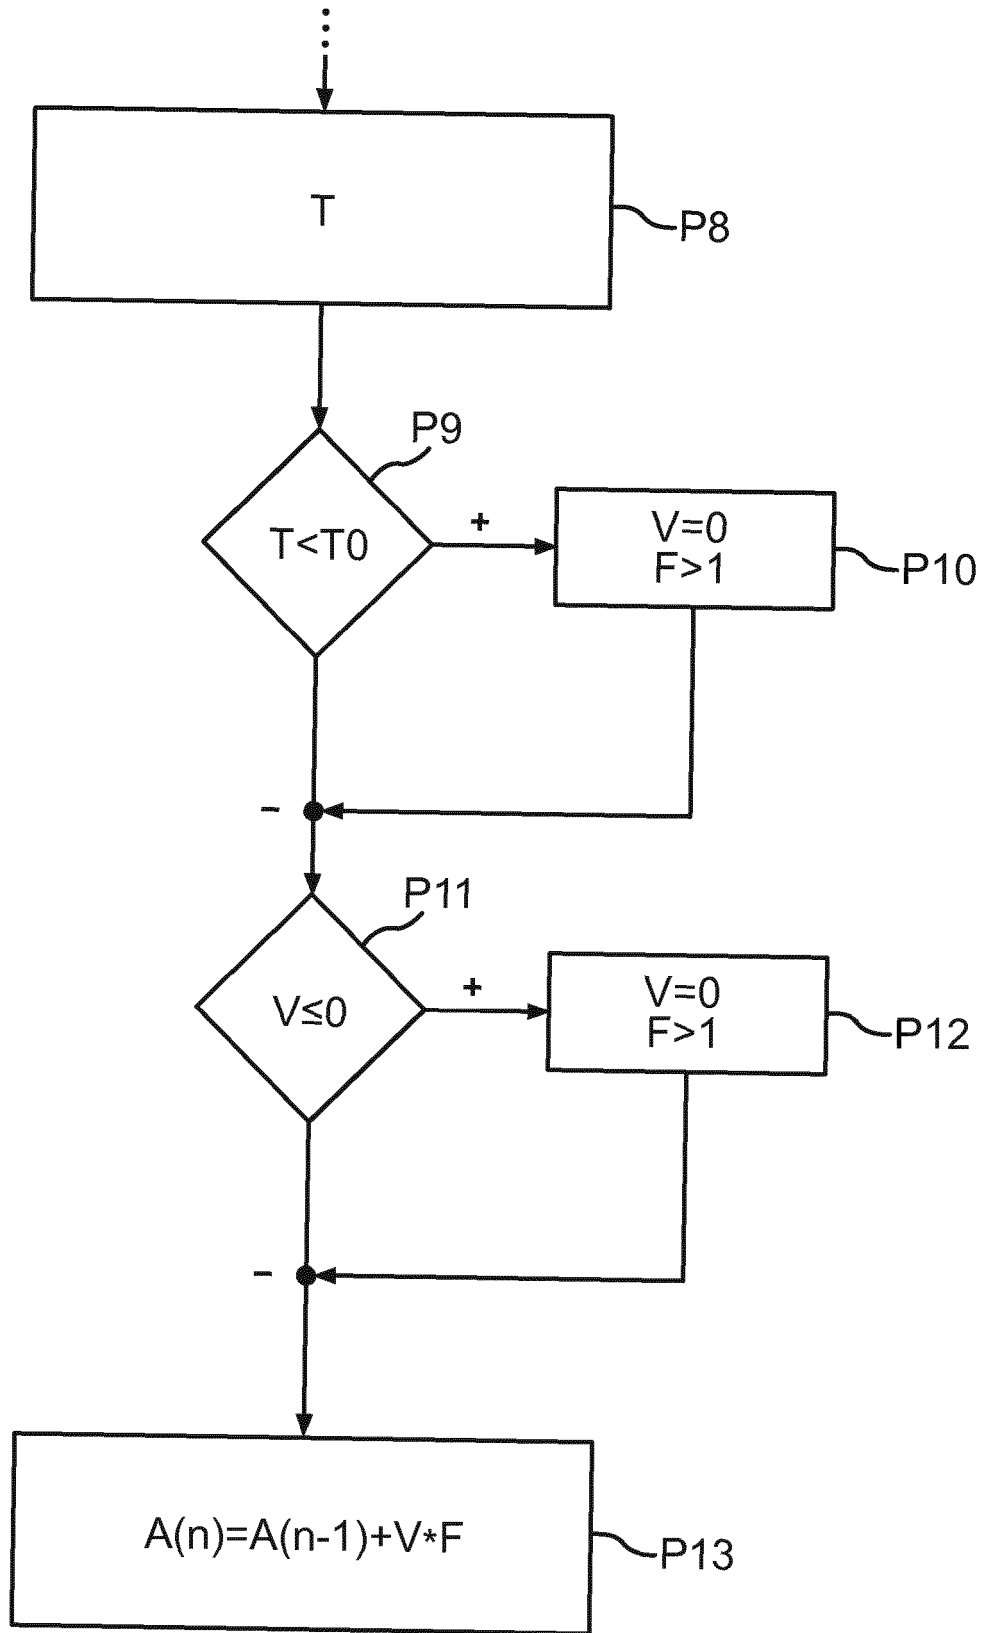 T
P8
P9
T<T0
+
V=0
F>1
P10
–
P11
V≤0
+
V=0
F>1
P12
–
A(n)=A(n-1)+V*F
P13